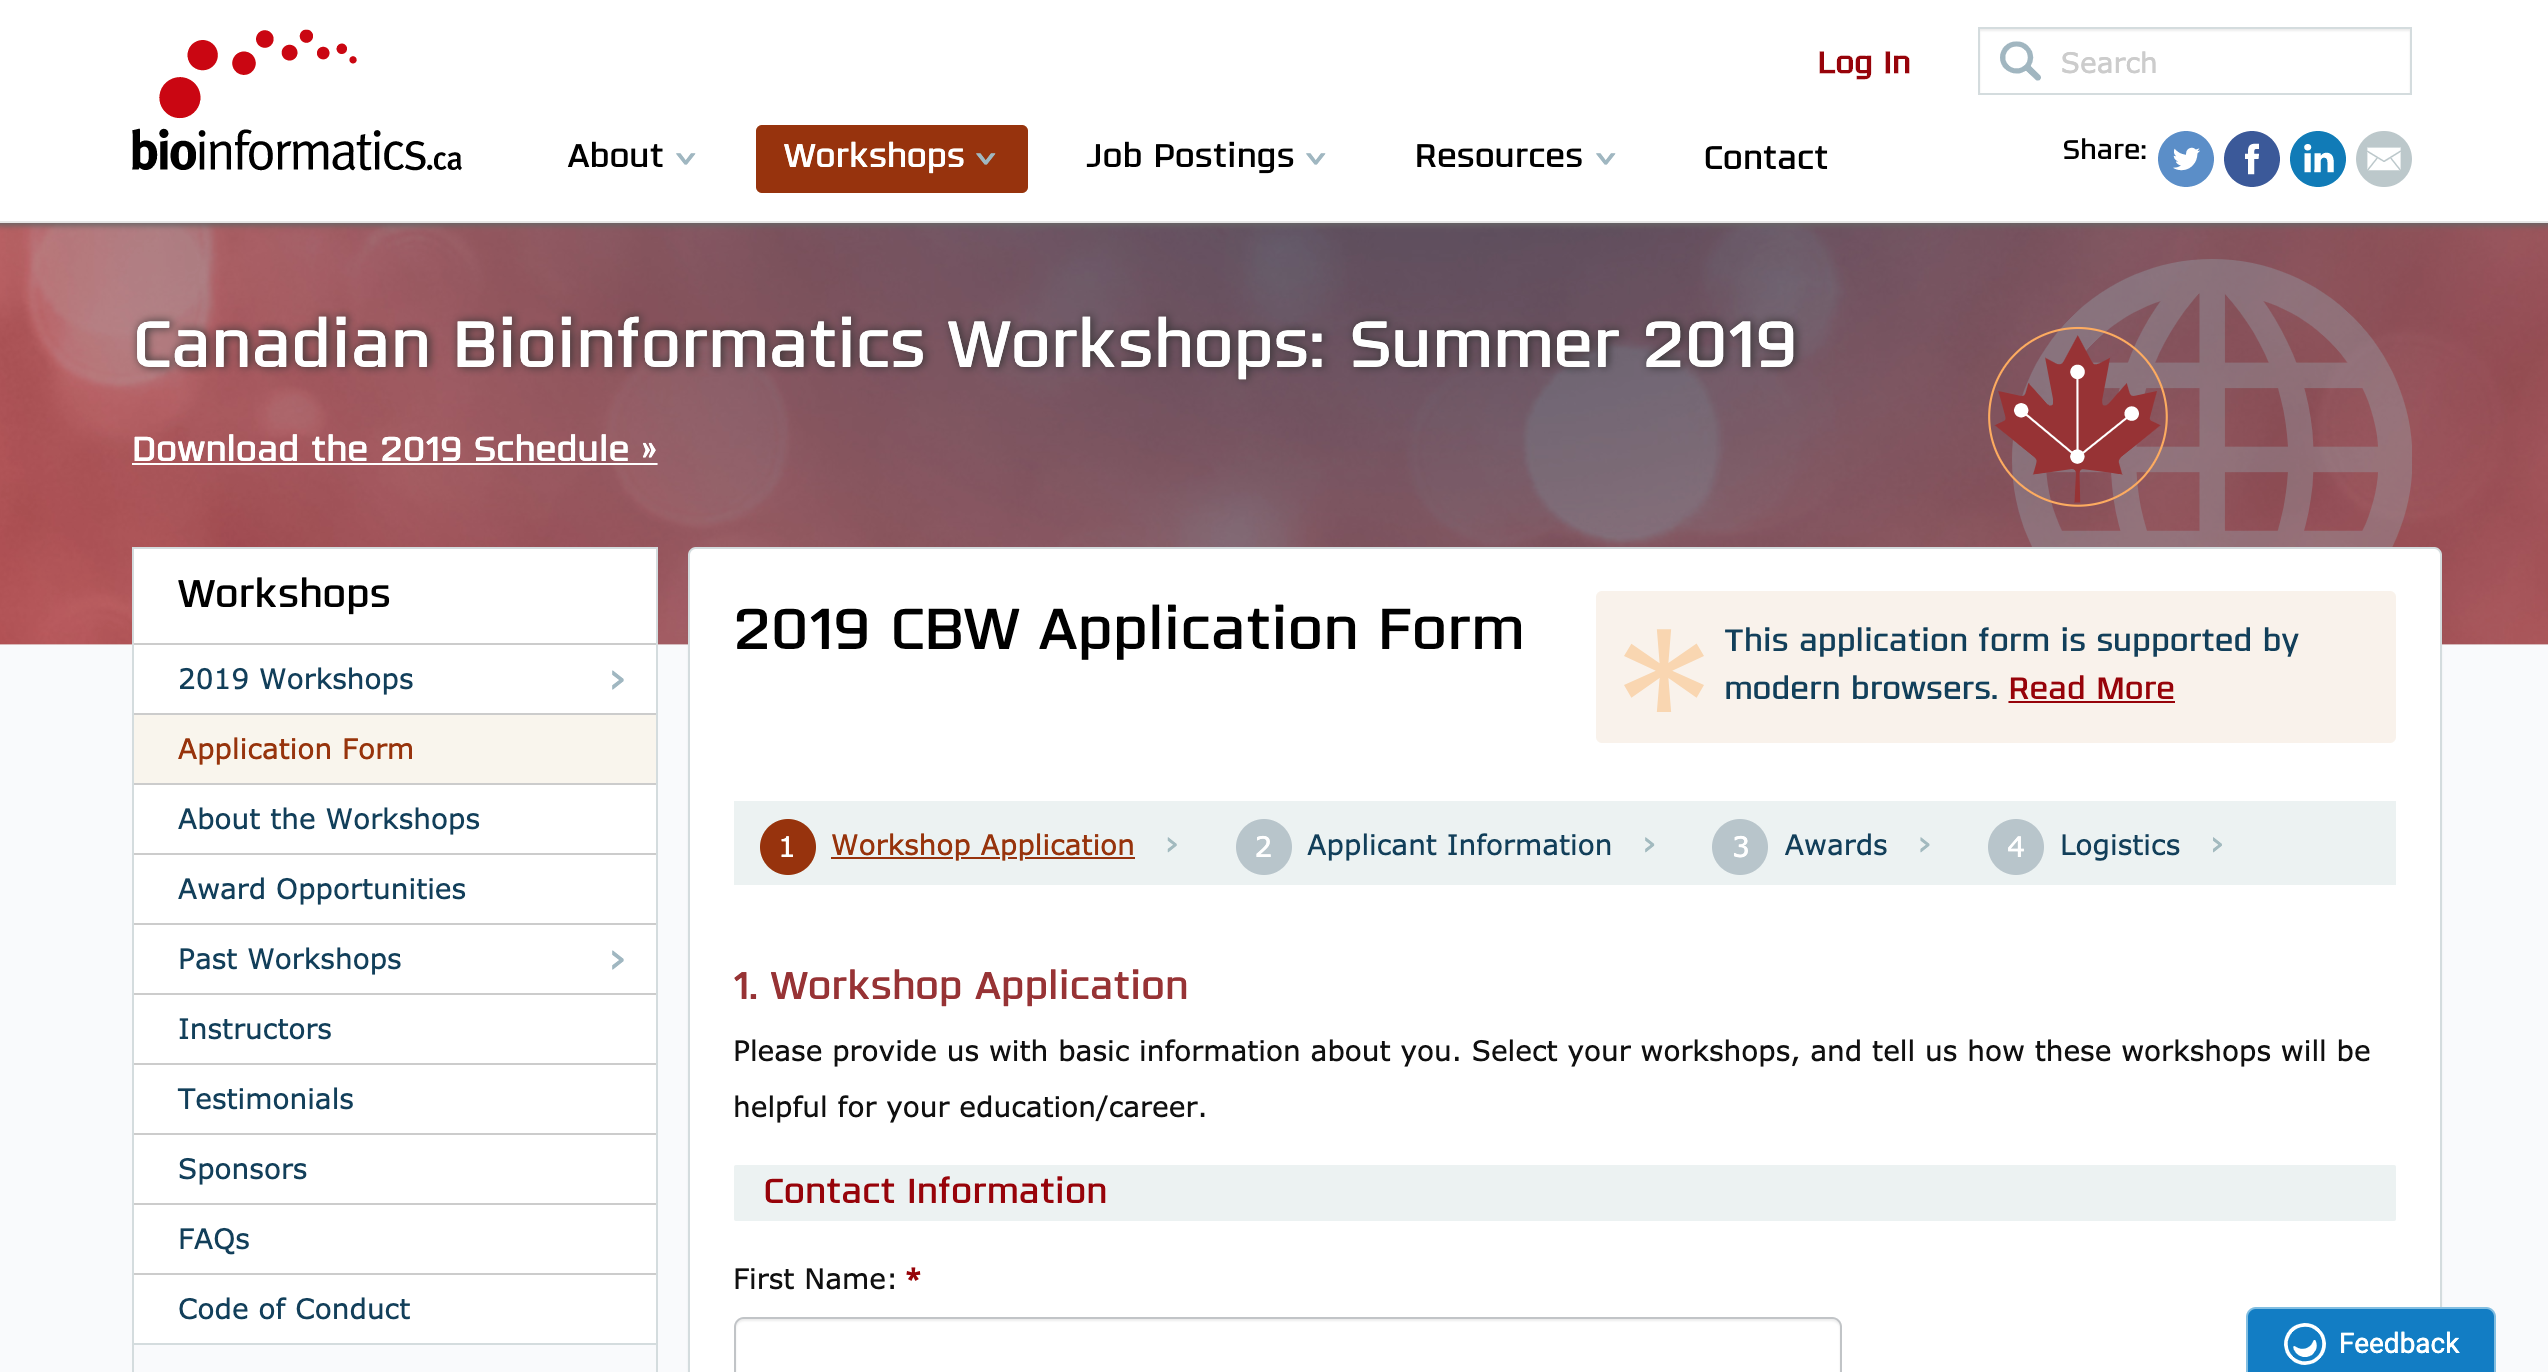 bioinformatics.ca
Log In
Search
About
Workshops
Job Postings
Resources
Contact
Share:
Canadian Bioinformatics Workshops: Summer 2019
Download the 2019 Schedule »
Workshops
2019 Workshops
Application Form
About the Workshops
Award Opportunities
Past Workshops
Instructors
Testimonials
Sponsors
FAQs
Code of Conduct
2019 CBW Application Form
This application form is supported by
modern browsers. Read More
1 Workshop Application
2 Applicant Information
3 Awards
4 Logistics
1. Workshop Application
Please provide us with basic information about you. Select your workshops, and tell us how these workshops will be
helpful for your education/career.
Contact Information
First Name: *
Feedback